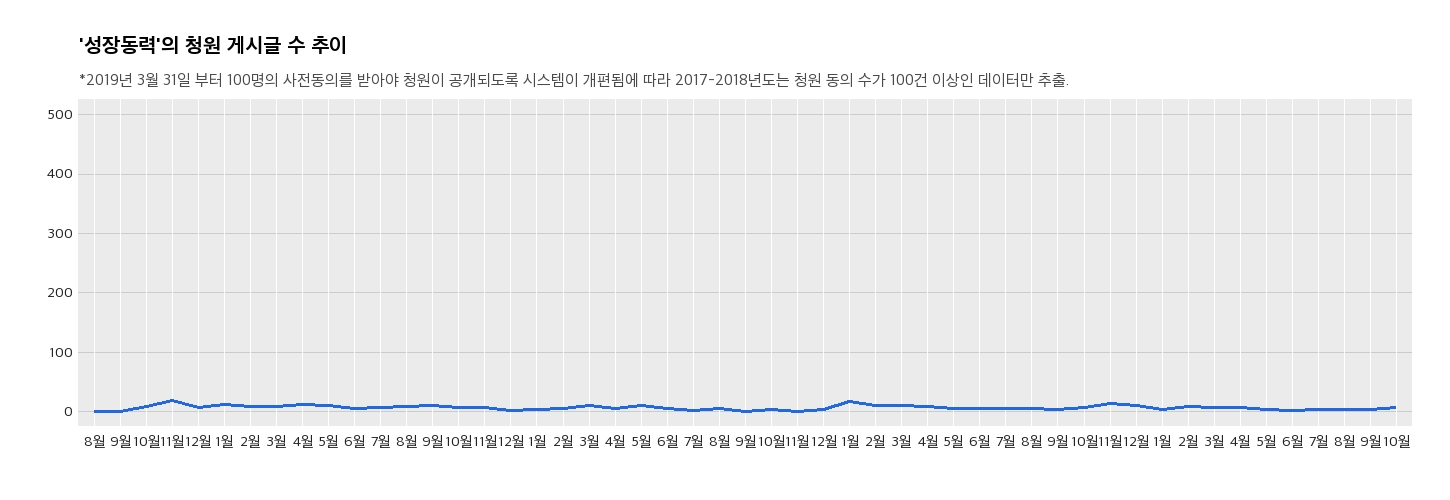 '성장동력'의 청원 게시글 수 추이
*2019년 3월 31일 부터 100명의 사전동의를 받아야 청원이 공개되도록 시스템이 개편됨에 따라 2017-2018년도는 청원 동의 수가 100건 이상인 데이터만 추출.
500
400
300
200
100
0
8월 9월 10월 11월 12월 1월 2월 3월 4월 5월 6월 7월 8월 9월 10월 11월 12월 1월 2월 3월 4월 5월 6월 7월 8월 9월 10월 11월 12월 1월 2월 3월 4월 5월 6월 7월 8월 9월 10월 11월 12월 1월 2월 3월 4월 5월 6월 7월 8월 9월 10월